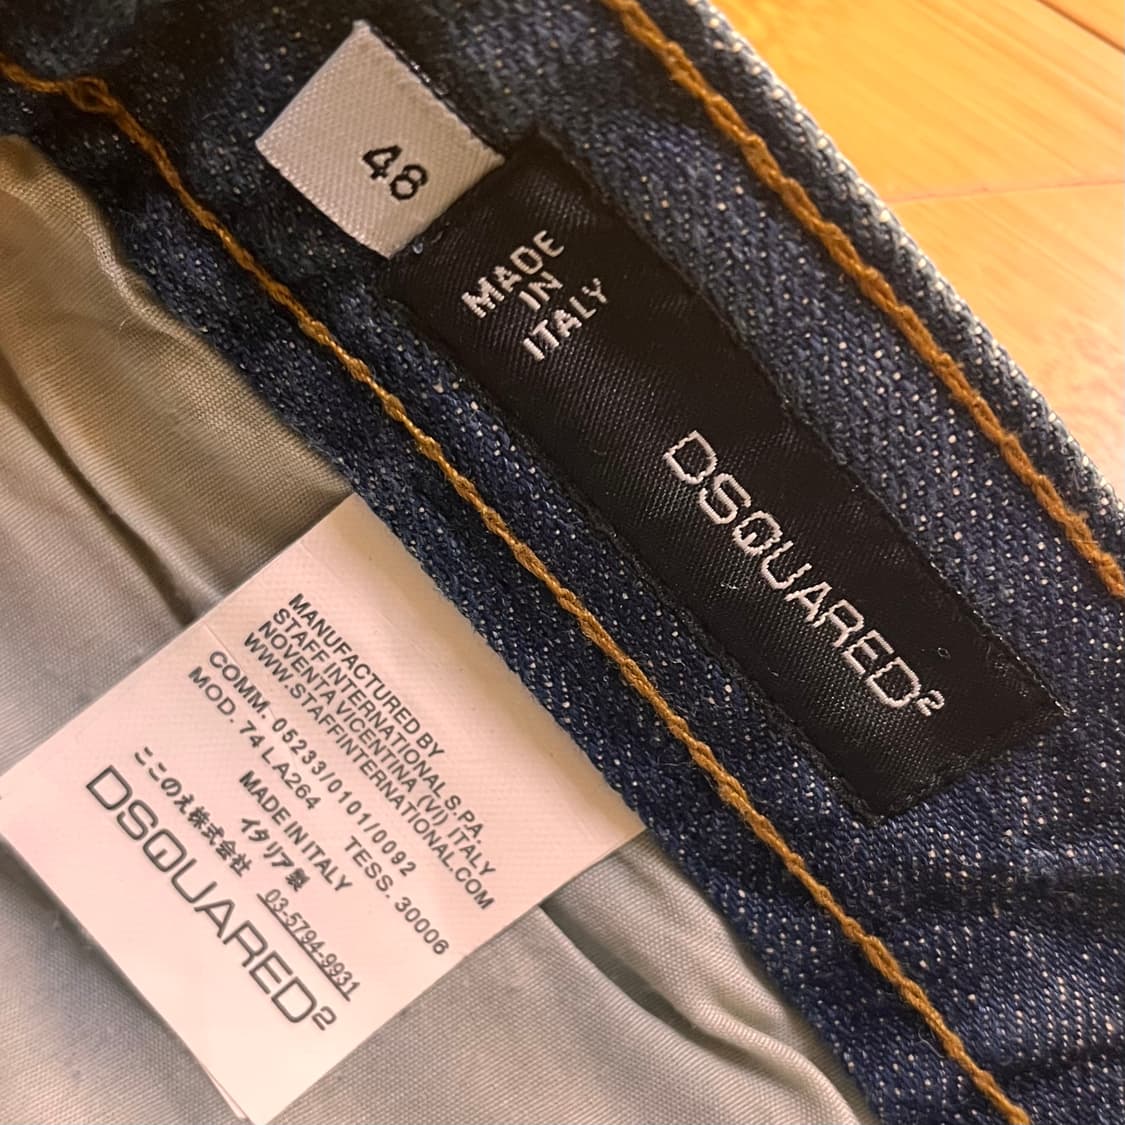 48
MADE
IN
ITALY
DSQUARED2
MANUFACTURED BY
STAFF INTERNATIONAL S.PA.
NOVENTA VICENTINA (VI) ITALY
WWW.STAFFINTERNATIONAL.COM
COMM. 05233/0101/0092
MOD. 74 LA264 TESS. 30006
MADE IN ITALY
イタリア製
ここのえ株式会社 03-5794-9931
DSQUARED2